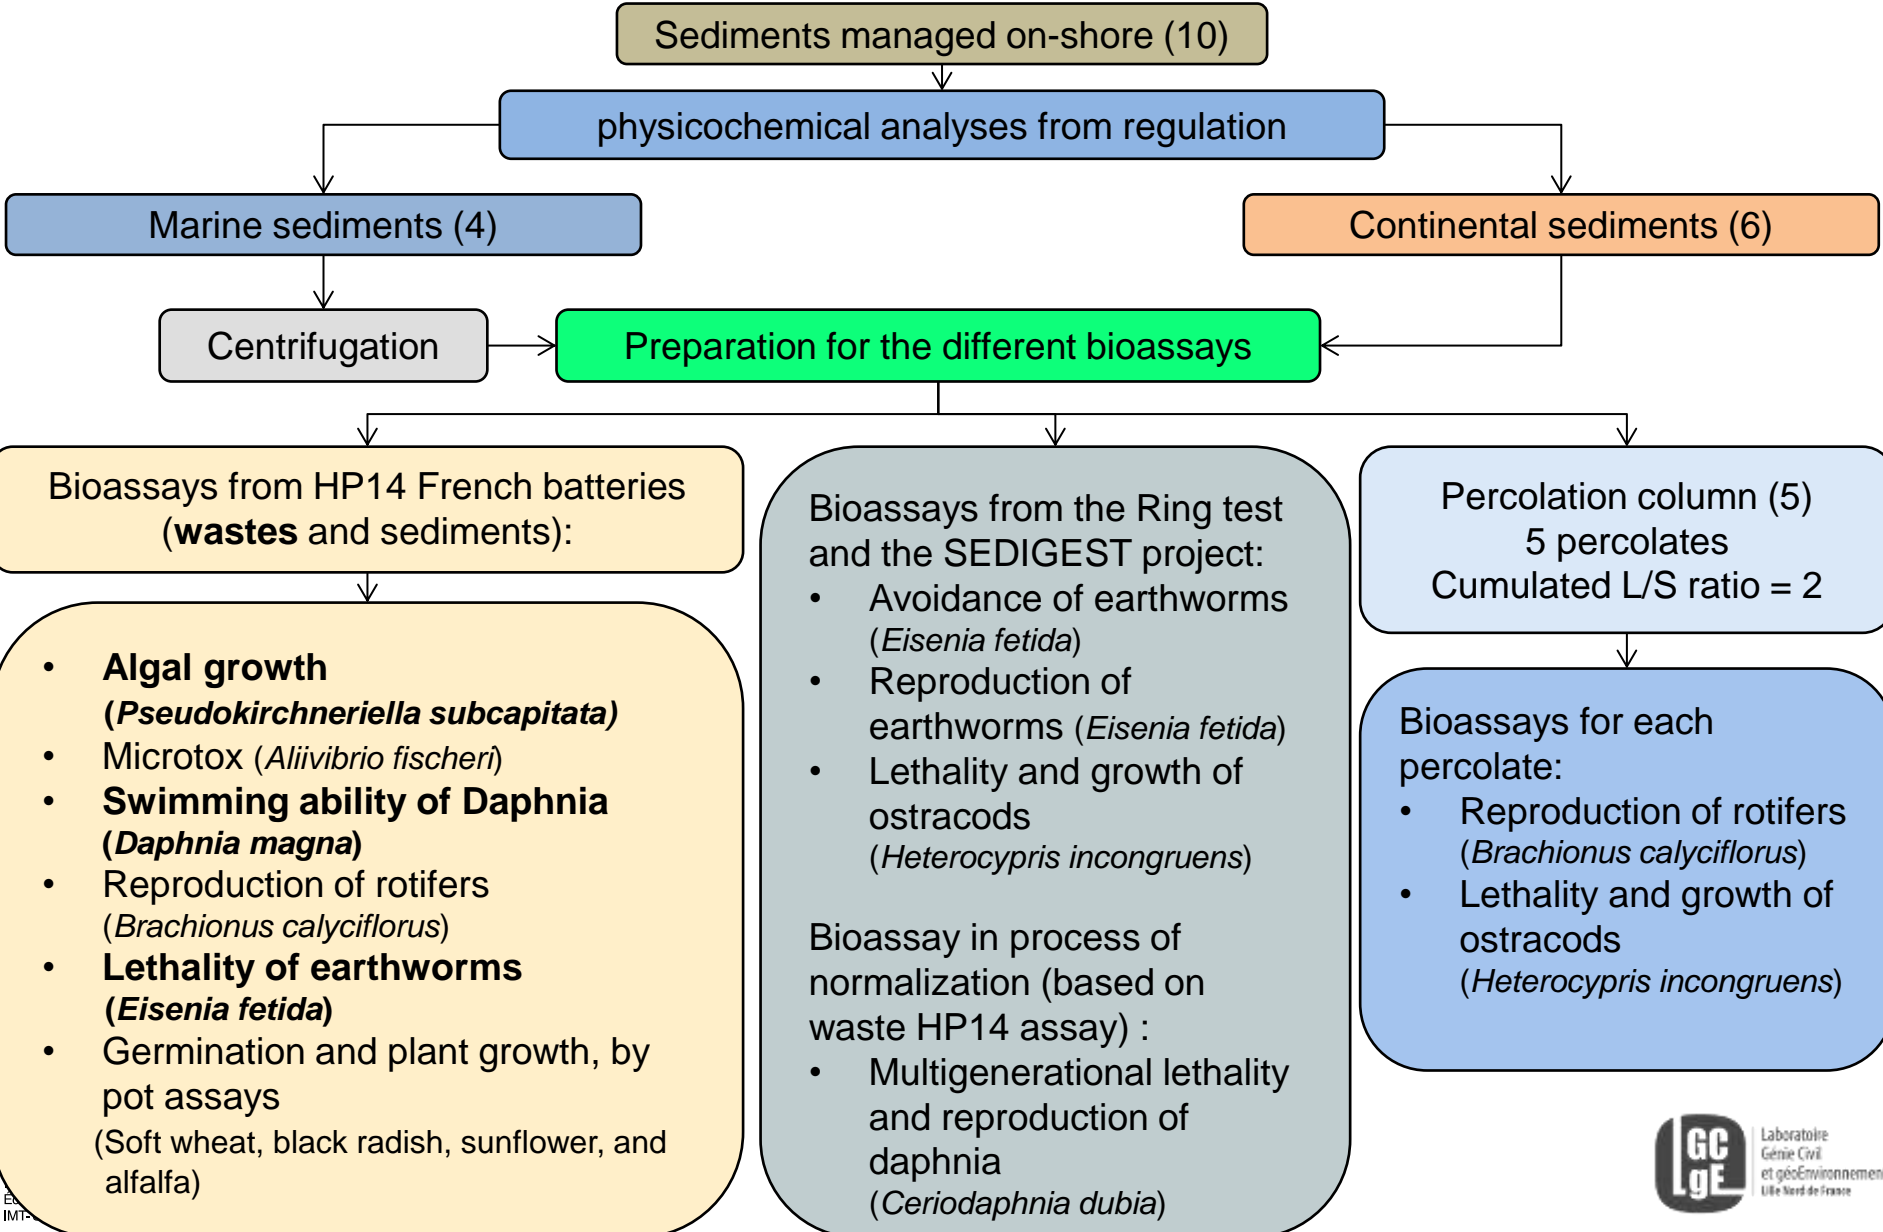 Sediments managed on-shore (10)
physicochemical analyses from regulation
Marine sediments (4)
Continental sediments (6)
Centrifugation
Preparation for the different bioassays
Bioassays from HP14 French batteries
(wastes and sediments):
• Algal growth
(Pseudokirchneriella subcapitata)
• Microtox (Aliivibrio fischeri)
• Swimming ability of Daphnia
(Daphnia magna)
• Reproduction of rotifers
(Brachionus calyciflorus)
• Lethality of earthworms
(Eisenia fetida)
• Germination and plant growth, by
pot assays
(Soft wheat, black radish, sunflower, and
alfalfa)
Bioassays from the Ring test
and the SEDIGEST project:
• Avoidance of earthworms
(Eisenia fetida)
• Reproduction of
earthworms (Eisenia fetida)
• Lethality and growth of
ostracods
(Heterocypris incongruens)
Bioassay in process of
normalization (based on
waste HP14 assay) :
• Multigenerational lethality
and reproduction of
daphnia
(Ceriodaphnia dubia)
Percolation column (5)
5 percolates
Cumulated L/S ratio = 2
Bioassays for each
percolate:
• Reproduction of rotifers
(Brachionus calyciflorus)
• Lethality and growth of
ostracods
(Heterocypris incongruens)
LGCgE
Laboratoire
Génie Civil
et géoEnvironnemen
Lille Nord de France
IMT-